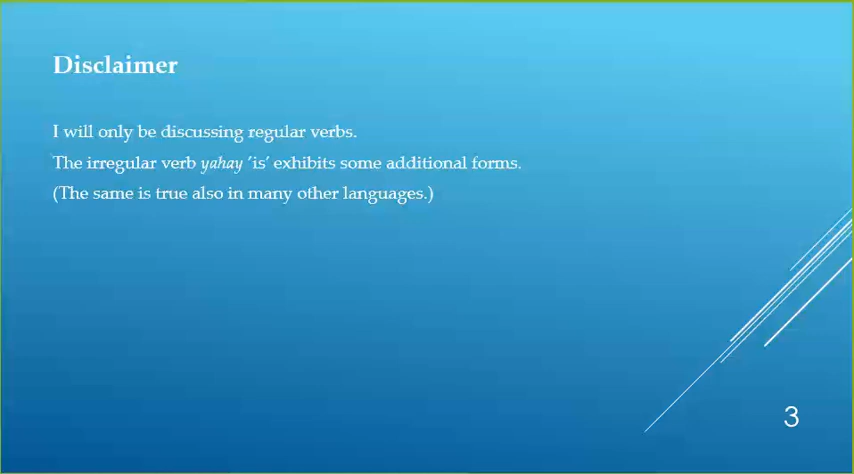 Disclaimer
I will only be discussing regular verbs.
The irregular verb yahay ‘is’ exhibits some additional forms.
(The same is true also in many other languages.)
3